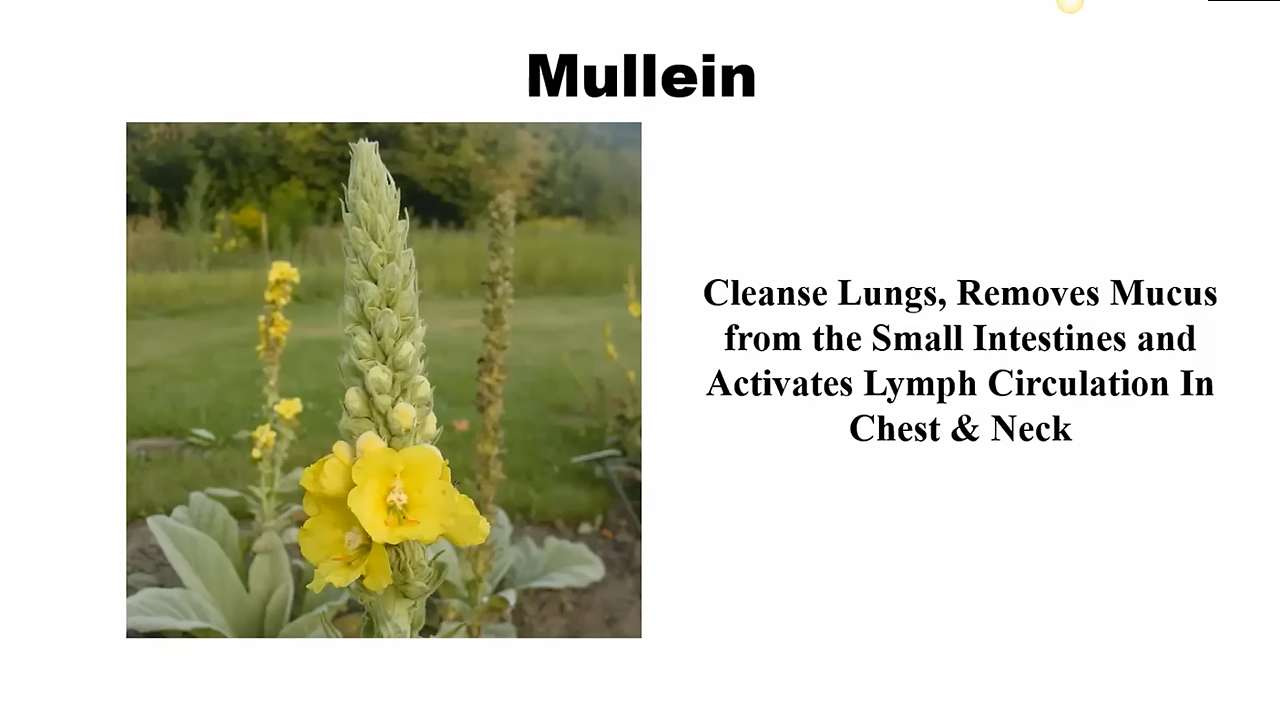 Mullein
Cleanse Lungs, Removes Mucus
from the Small Intestines and
Activates Lymph Circulation In
Chest & Neck